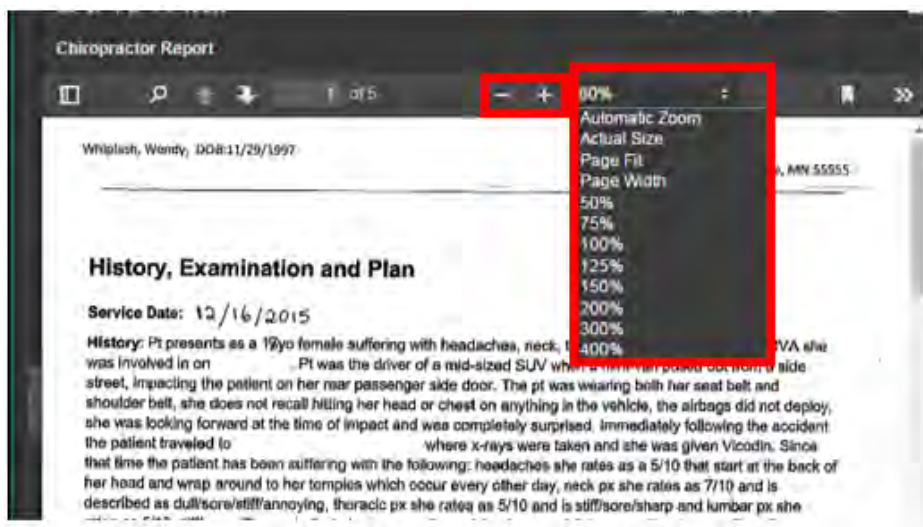 Chiropractor Report
1 of 5
60%
Automatic Zoom
Actual Size
Page Fit
Page Width
50%
75%
100%
125%
150%
200%
300%
400%
Whiplash, Wendy, DOB:11/29/1997
, MN 55555
History, Examination and Plan
Service Date: 12/16/2015
History: Pt presents as a yo female suffering with headaches, neck, VA she
was involved in on . Pt was the driver of a mid-sized SUV side
street, impacting the patient on her rear passenger side door. The pt was wearing both her seat belt and
shoulder belt, she does not recall hitting her head or chest on anything in the vehicle, the airbags did not deploy,
she was looking forward at the time of impact and was completely surprised. Immediately following the accident
the patient traveled to where x-rays were taken and she was given Vicodin. Since
that time the patient has been suffering with the following: headaches she rates as a 5/10 that start at the back of
her head and wrap around to her temples which occur every other day, neck px she rates as 7/10 and is
described as dull/sore/stiff/annoying, thoracic px she rates as 5/10 and is stiff/sore/sharp and lumbar px she